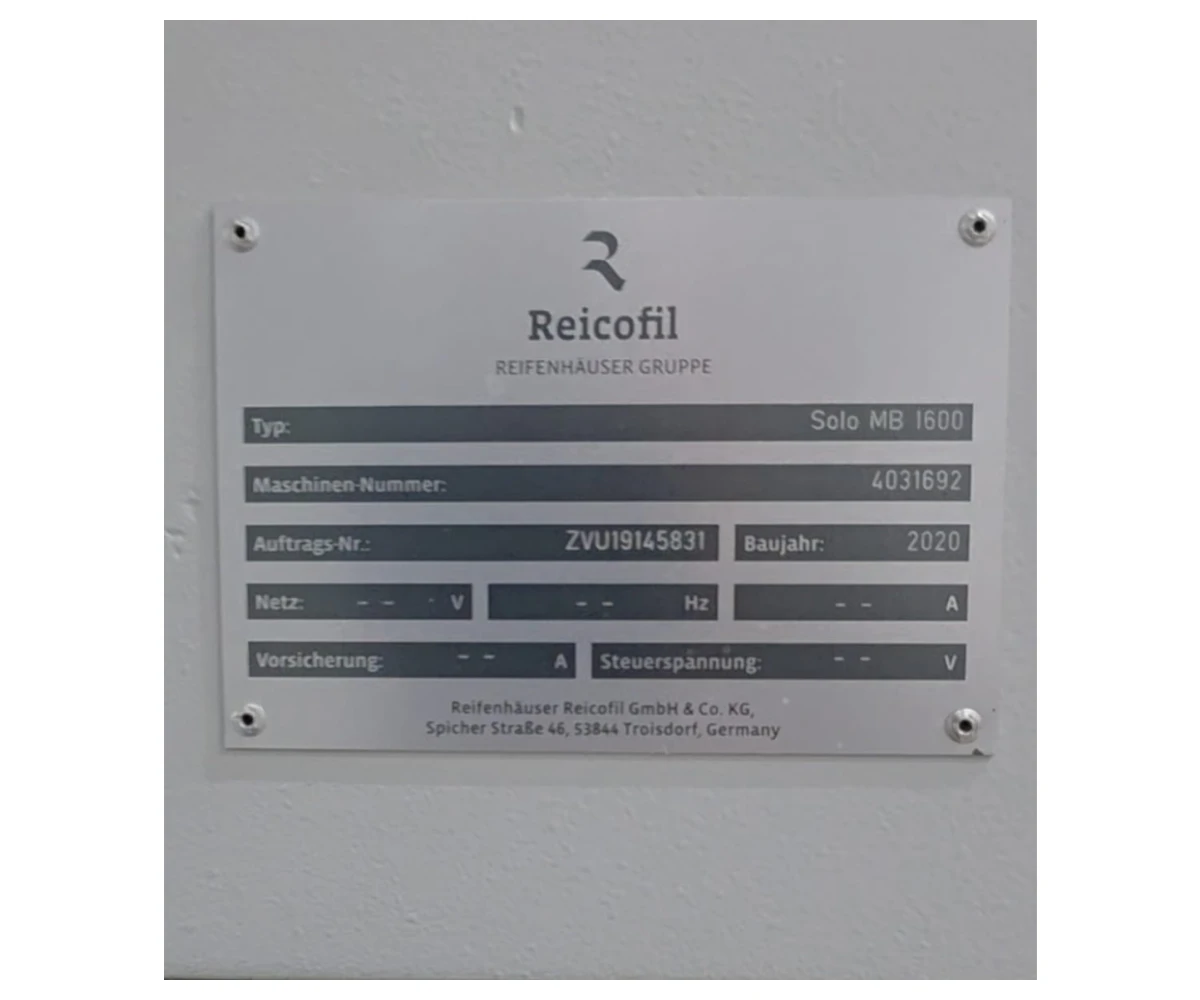 Reicofil
REIFENHÄUSER GRUPPE
Typ: Solo MB 1600
Maschinen-Nummer: 4031692
Auftrags-Nr.: ZVU19145831 Baujahr: 2020
Netz: - - V - - Hz - - A
Vorsicherung: - - A Steuerspannung: - - V
Reifenhäuser Reicofil GmbH & Co. KG,
Spicher Straße 46, 53844 Troisdorf, Germany